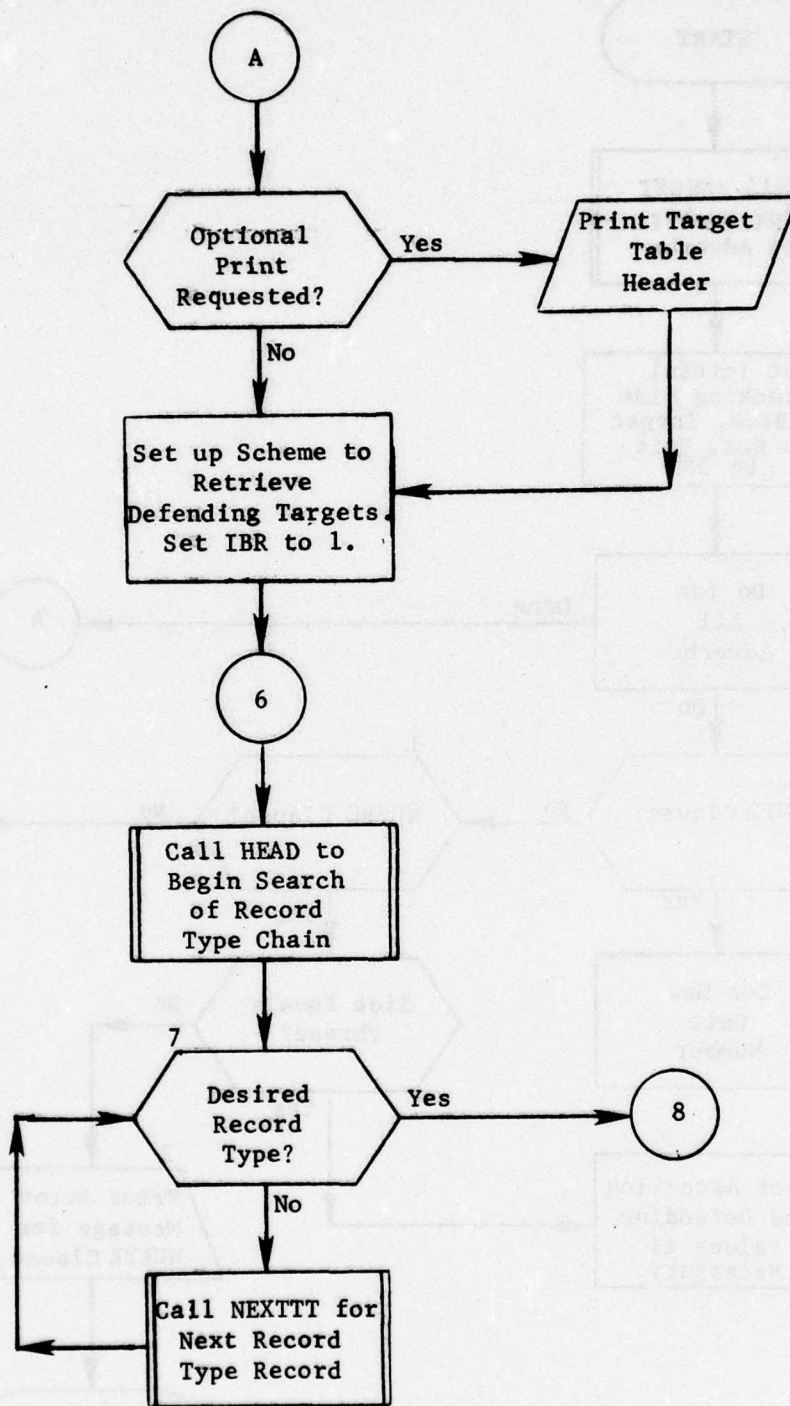 A
Optional
Print
Requested?
Yes
Print Target
Table
Header
No
Set up Scheme to
Retrieve
Defending Targets.
Set IBR to 1.
6
Call HEAD to
Begin Search
of Record
Type Chain
7
Desired
Record
Type?
Yes
8
No
Call NEXTTT for
Next Record
Type Record